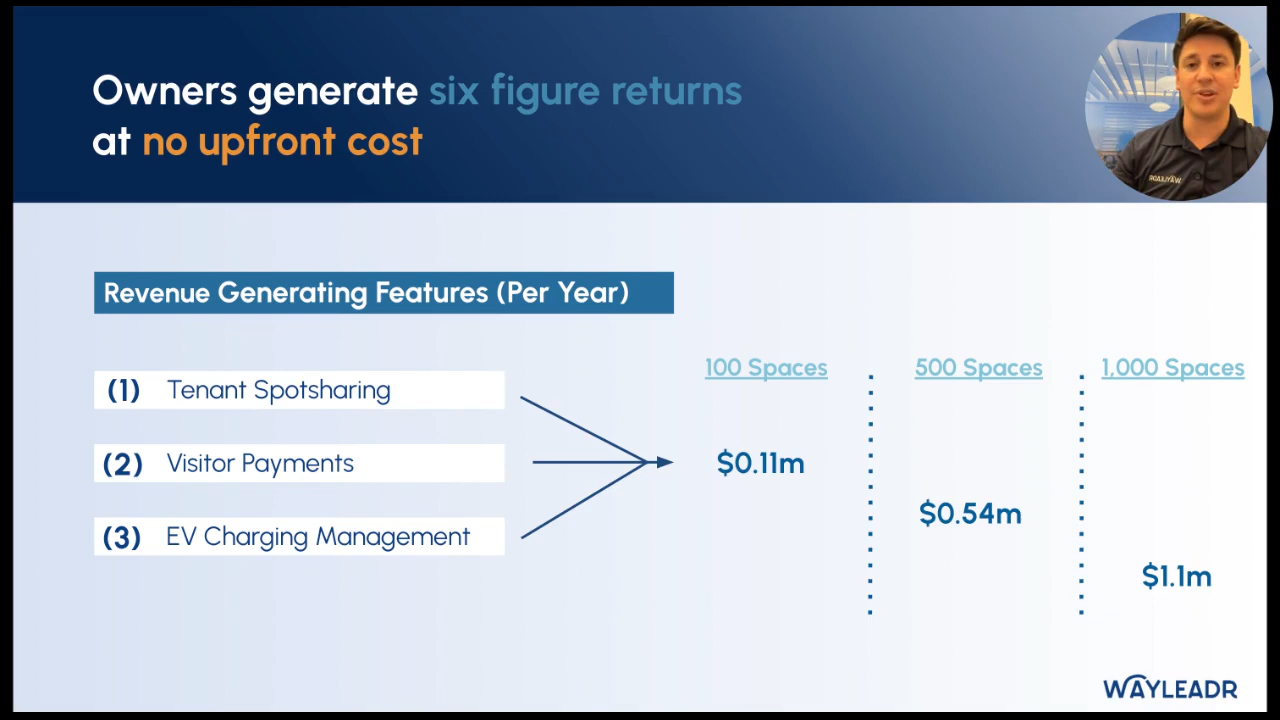 Owners generate six figure returns
at no upfront cost
Revenue Generating Features (Per Year)
100 Spaces
500 Spaces
1,000 Spaces
(1) Tenant Spotsharing
(2) Visitor Payments
$0.11m
$0.54m
(3) EV Charging Management
$1.1m
WAYLEADR
WAYLEADR